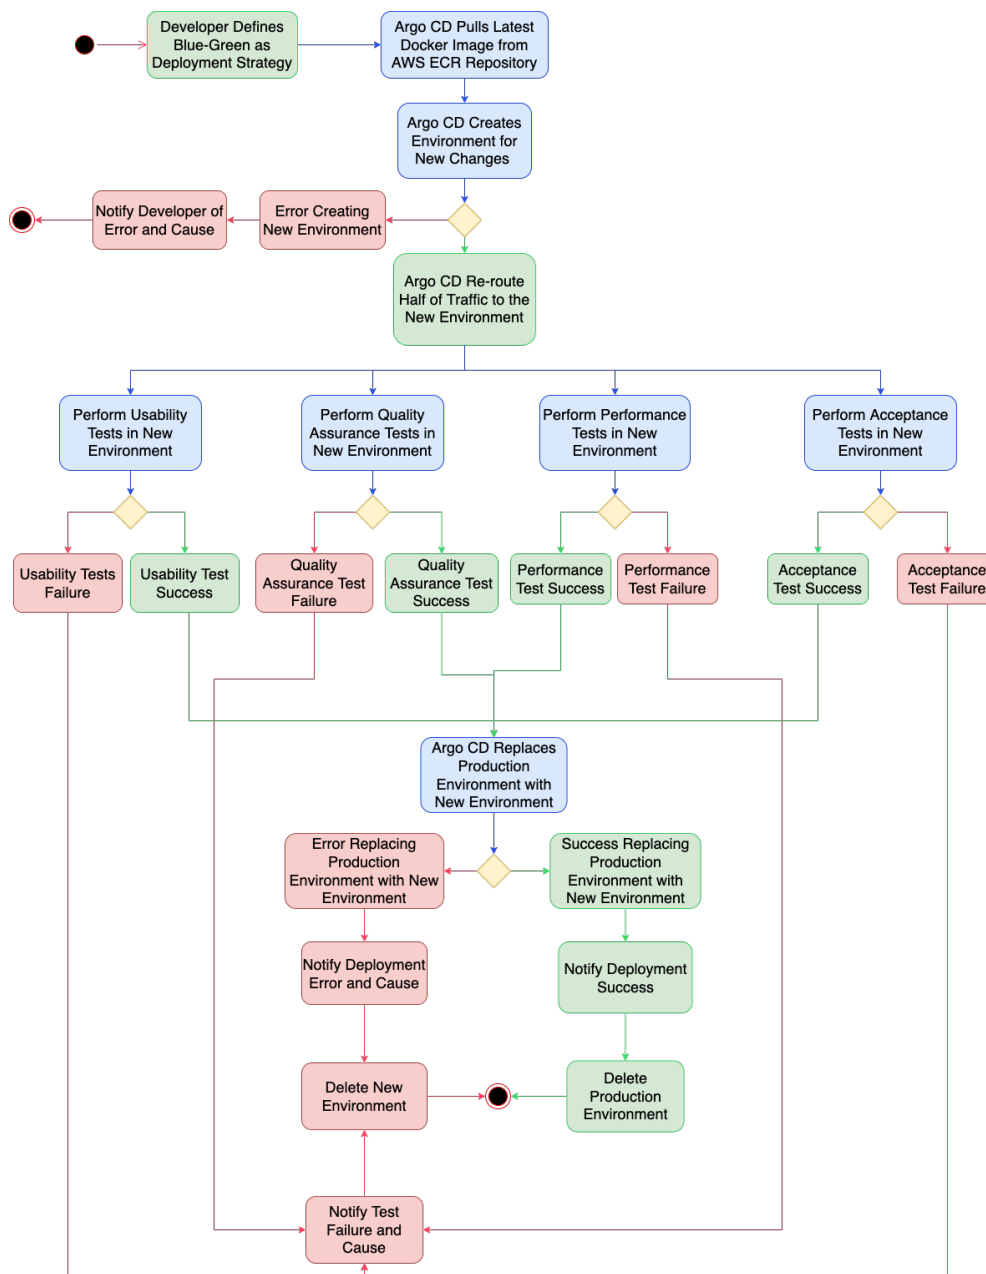 Developer Defines
Blue-Green as
Deployment Strategy
Argo CD Pulls Latest
Docker Image from
AWS ECR Repository
Argo CD Creates
Environment for
New Changes
Notify Developer of
Error and Cause
Error Creating
New Environment
Argo CD Re-route
Half of Traffic to the
New Environment
Perform Usability
Tests in New
Environment
Perform Quality
Assurance Tests in
New Environment
Perform Performance
Tests in New
Environment
Perform Acceptance
Tests in New
Environment
Usability Tests
Failure
Usability Test
Success
Quality
Assurance Test
Failure
Quality
Assurance Test
Success
Performance
Test Success
Performance
Test Failure
Acceptance
Test Success
Acceptance
Test Failure
Argo CD Replaces
Production
Environment with
New Environment
Error Replacing
Production
Environment with New
Environment
Success Replacing
Production
Environment with
New Environment
Notify Deployment
Error and Cause
Notify Deployment
Success
Delete New
Environment
Delete
Production
Environment
Notify Test
Failure and
Cause